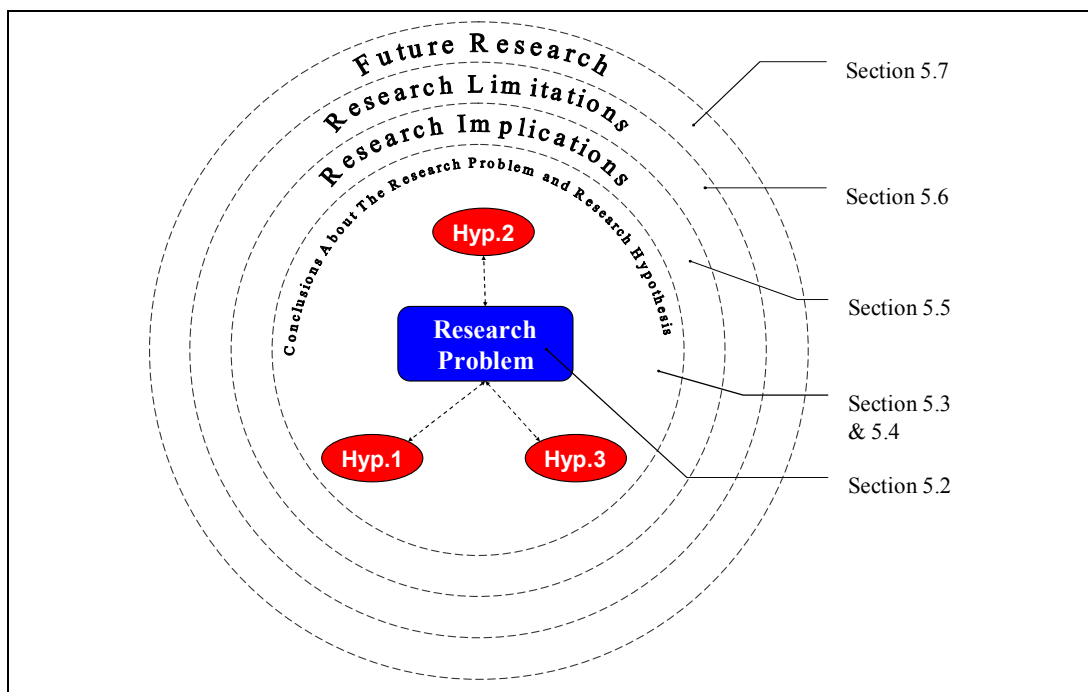 Future Research
Research Limitations
Research Implications
Conclusions About The Research Problem and Research Hypothesis
Hyp.2
Research
Problem
Hyp.1
Hyp.3
Section 5.7
Section 5.6
Section 5.5
Section 5.3
& 5.4
Section 5.2